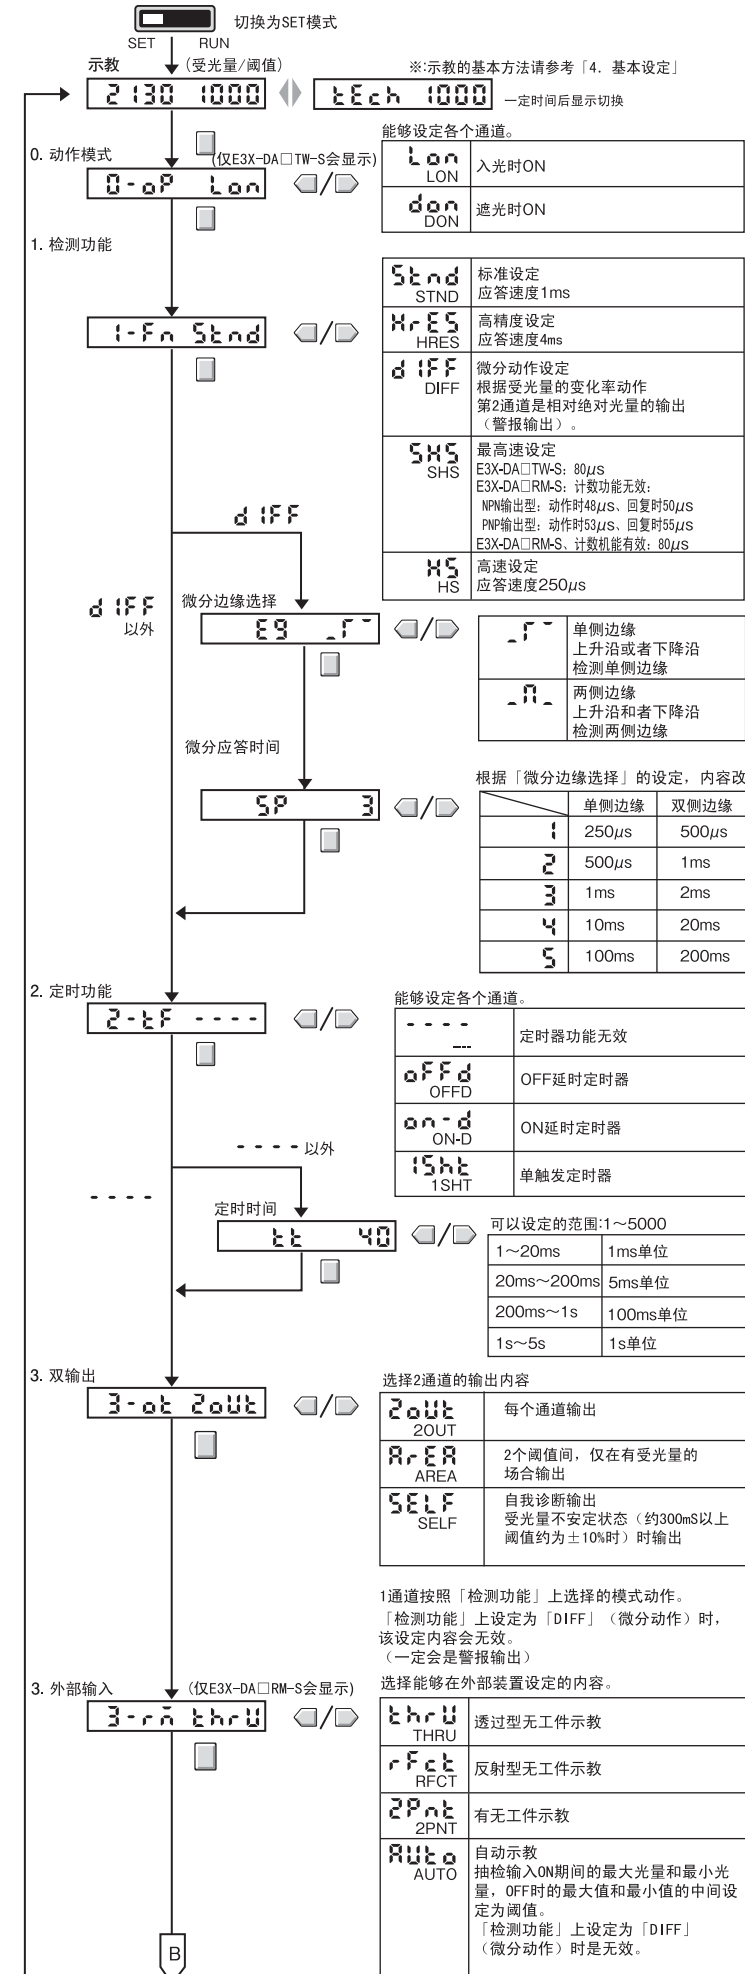 切换为SET模式
SET RUN
示教 (受光量/阈值)
※:示教的基本方法请参考「4. 基本设定」
2130 1000
tEch 1000
一定时间后显示切换
能够设定各个通道。
0. 动作模式
(仅E3X-DA□TW-S会显示)
0-oP Lon
Lon LON 入光时ON
don DON 遮光时ON
1. 检测功能
1-Fn Stnd
Stnd STND 标准设定
应答速度1ms
HrES HRES 高精度设定
应答速度4ms
dIFF DIFF 微分动作设定
根据受光量的变化率动作
第2通道是相对绝对光量的输出
(警报输出)。
SHS SHS 最高速设定
E3X-DA□TW-S: 80μs
E3X-DA□RM-S: 计数功能无效:
NPN输出型: 动作时48μs、回复时50μs
PNP输出型: 动作时53μs、回复时55μs
E3X-DA□RM-S、计数机能有效: 80μs
HS HS 高速设定
应答速度250μs
dIFF
dIFF
以外
微分边缘选择
E9
单侧边缘
上升沿或者下降沿
检测单侧边缘
两侧边缘
上升沿和者下降沿
检测两侧边缘
微分应答时间
SP 3
根据「微分边缘选择」的设定，内容改
单侧边缘 双侧边缘
1 250μs 500μs
2 500μs 1ms
3 1ms 2ms
4 10ms 20ms
5 100ms 200ms
2. 定时功能
2-tF ----
能够设定各个通道。
---- --- 定时器功能无效
oFFd OFFD OFF延时定时器
on-d ON-D ON延时定时器
1Sht 1SHT 单触发定时器
----以外
----
定时时间
tt 40
可以设定的范围:1～5000
1～20ms 1ms单位
20ms～200ms 5ms单位
200ms～1s 100ms单位
1s～5s 1s单位
3. 双输出
3-ot 2oUt
选择2通道的输出内容
2oUt 2OUT 每个通道输出
ArEA AREA 2个阈值间，仅在有受光量的
场合输出
SELF SELF 自我诊断输出
受光量不安定状态（约300mS以上
阈值约为±10%时）时输出
1通道按照「检测功能」上选择的模式动作。
「检测功能」上设定为「DIFF」（微分动作）时，
该设定内容会无效。
（一定会是警报输出）
3. 外部输入 (仅E3X-DA□RM-S会显示)
选择能够在外部装置设定的内容。
3-rm thrU
thrU THRU 透过型无工件示教
rFct RFCT 反射型无工件示教
2Pnt 2PNT 有无工件示教
AUto AUTO 自动示教
抽检输入ON期间的最大光量和最小光
量，OFF时的最大值和最小值的中间设
定为阈值。
「检测功能」上设定为「DIFF」
（微分动作）时是无效。
B